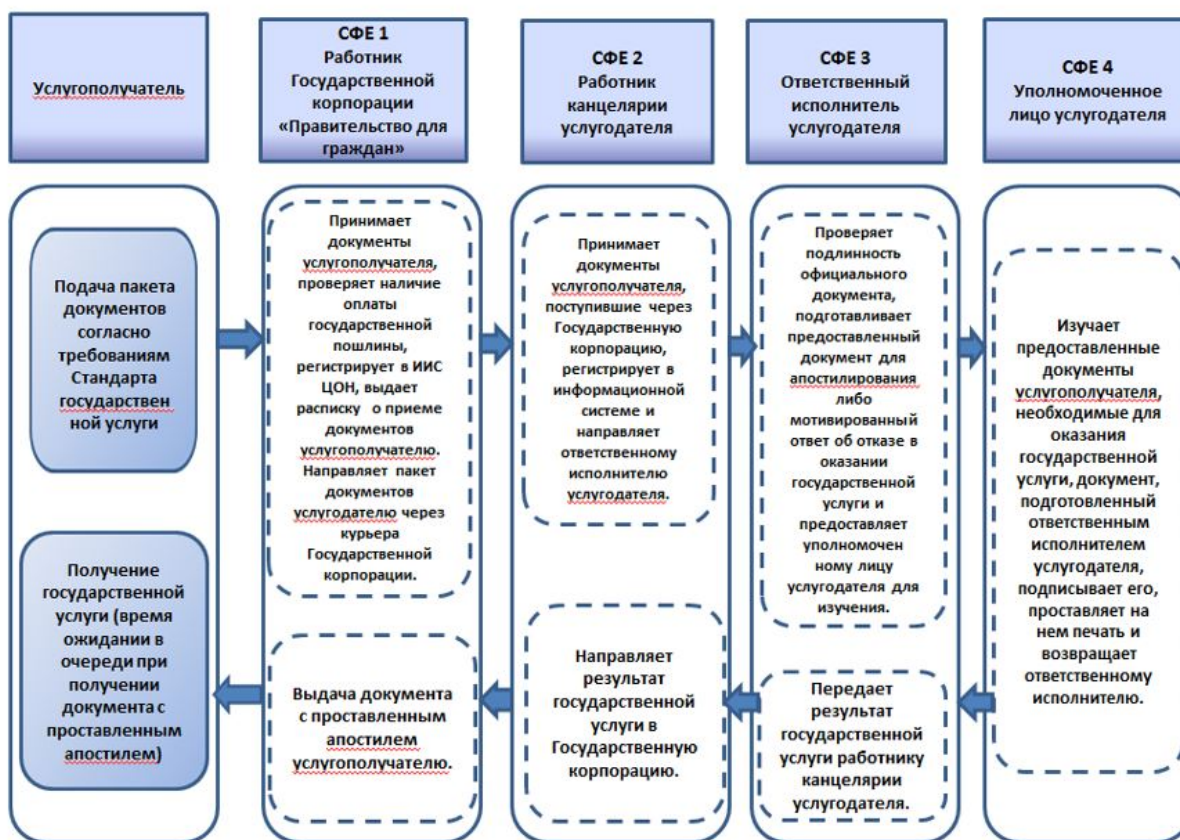 Услугополучатель
СФЕ 1
Работник
Государственной
корпорации
«Правительство для
граждан»
СФЕ 2
Работник
канцелярии
услугодателя
СФЕ 3
Ответственный
исполнитель
услугодателя
СФЕ 4
Уполномоченное
лицо услугодателя
Подача пакета
документов
согласно
требованиям
Стандарта
государствен
ной услуги
Принимает
документы
услугополучателя,
проверяет наличие
оплаты
государственной
пошлины,
регистрирует в ИИС
ЦОН, выдает
расписку о приеме
документов
услугополучателю.
Направляет пакет
документов
услугодателю через
курьера
Государственной
корпорации.
Принимает
документы
услугополучателя,
поступившие через
Государственную
корпорацию,
регистрирует в
информационной
системе и
направляет
ответственному
исполнителю
услугодателя.
Проверяет
подлинность
официального
документа,
подготавливает
предоставленный
документ для
апостилирования
либо
мотивированный
ответ об отказе в
оказании
государственной
услуги и
предоставляет
уполномочен
ному лицу
услугодателя для
изучения.
Изучает
предоставленные
документы
услугополучателя,
необходимые для
оказания
государственной
услуги, документ,
подготовленный
ответственным
исполнителем
услугодателя,
подписывает его,
проставляет на
нем печать и
возвращает
ответственному
исполнителю.
Получение
государственной
услуги (время
ожидании в
очереди при
получении
документа с
проставленным
апостилем)
Выдача документа
с проставленным
апостилем
услугополучателю.
Направляет
результат
государственной
услуги в
Государственную
корпорацию.
Передает
результат
государственной
услуги работнику
канцелярии
услугодателя.